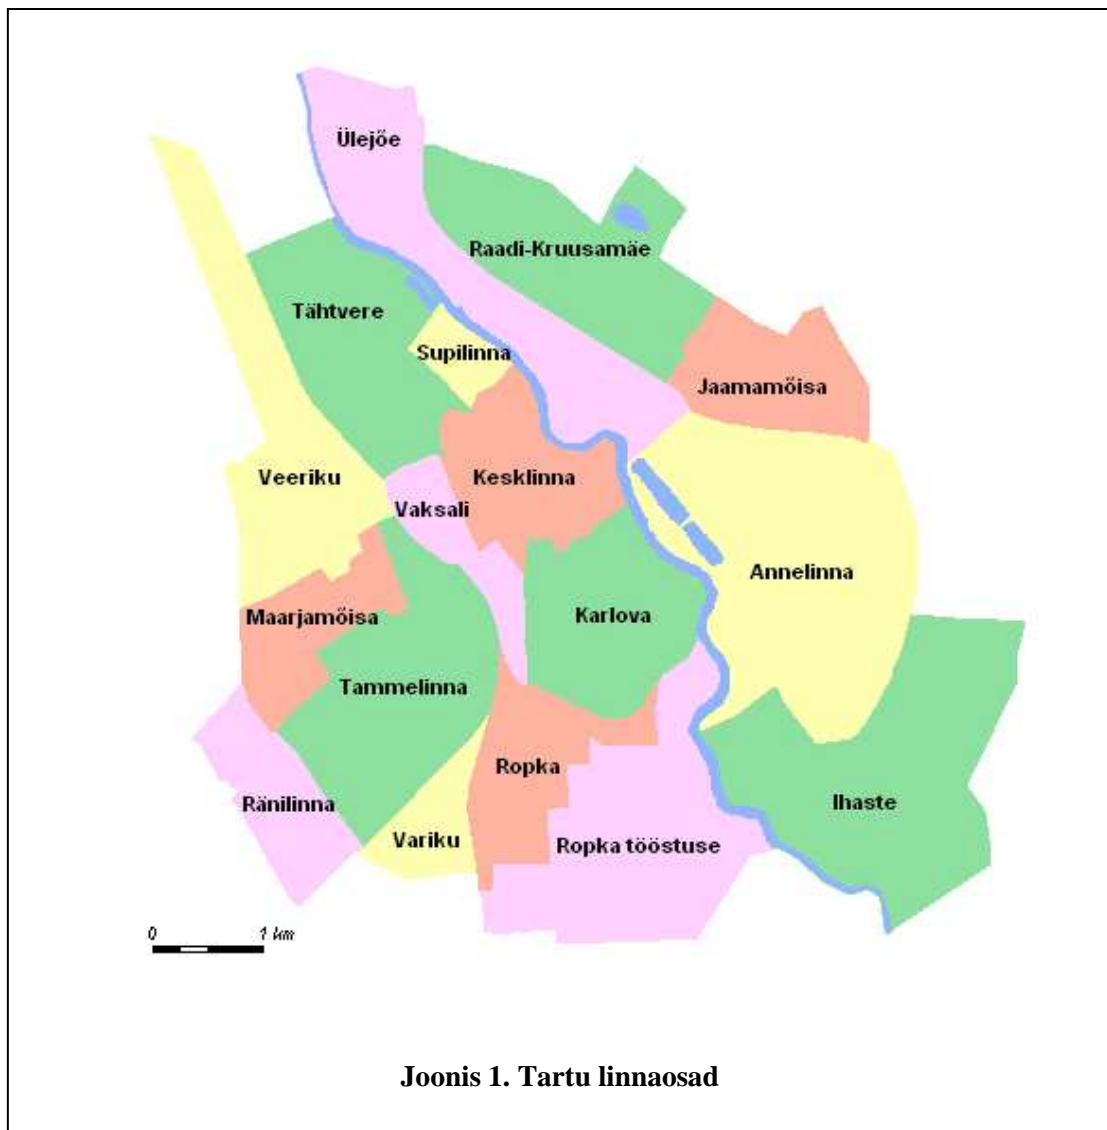 Ülejõe
Raadi-Kruusamäe
Tähtvere
Supilinna
Jaamamõisa
Veeriku
Kesklinna
Vaksali
Annelinna
Maarjamõisa
Karlova
Tammelinna
Ropka
Ränilinna
Ihaste
Variku
Ropka tööstuse
0 1 km
Joonis 1. Tartu linnaosad